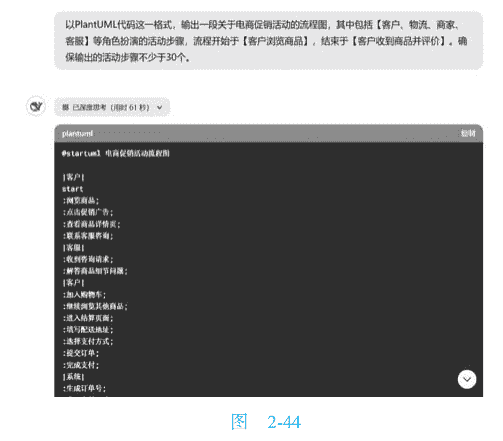 以PlantUML代码这一格式，输出一段关于电商促销活动的流程图，其中包括【客户、物流、商家、
客服】等角色扮演的活动步骤，流程开始于【客户浏览商品】，结束于【客户收到商品并评价】。确
保输出的活动步骤不少于30个。
已深度思考（用时 61 秒）
plantuml
复制
@startuml 电商促销活动流程图
|客户|
start
:浏览商品;
:点击促销广告;
:查看商品详情页;
:联系客服咨询;
|客服|
:收到咨询请求;
:解答商品细节问题;
|客户|
:加入购物车;
:继续浏览其他商品;
:进入结算页面;
:填写配送地址;
:选择支付方式;
:提交订单;
:完成支付;
|系统|
:生成订单号;
图 2-44